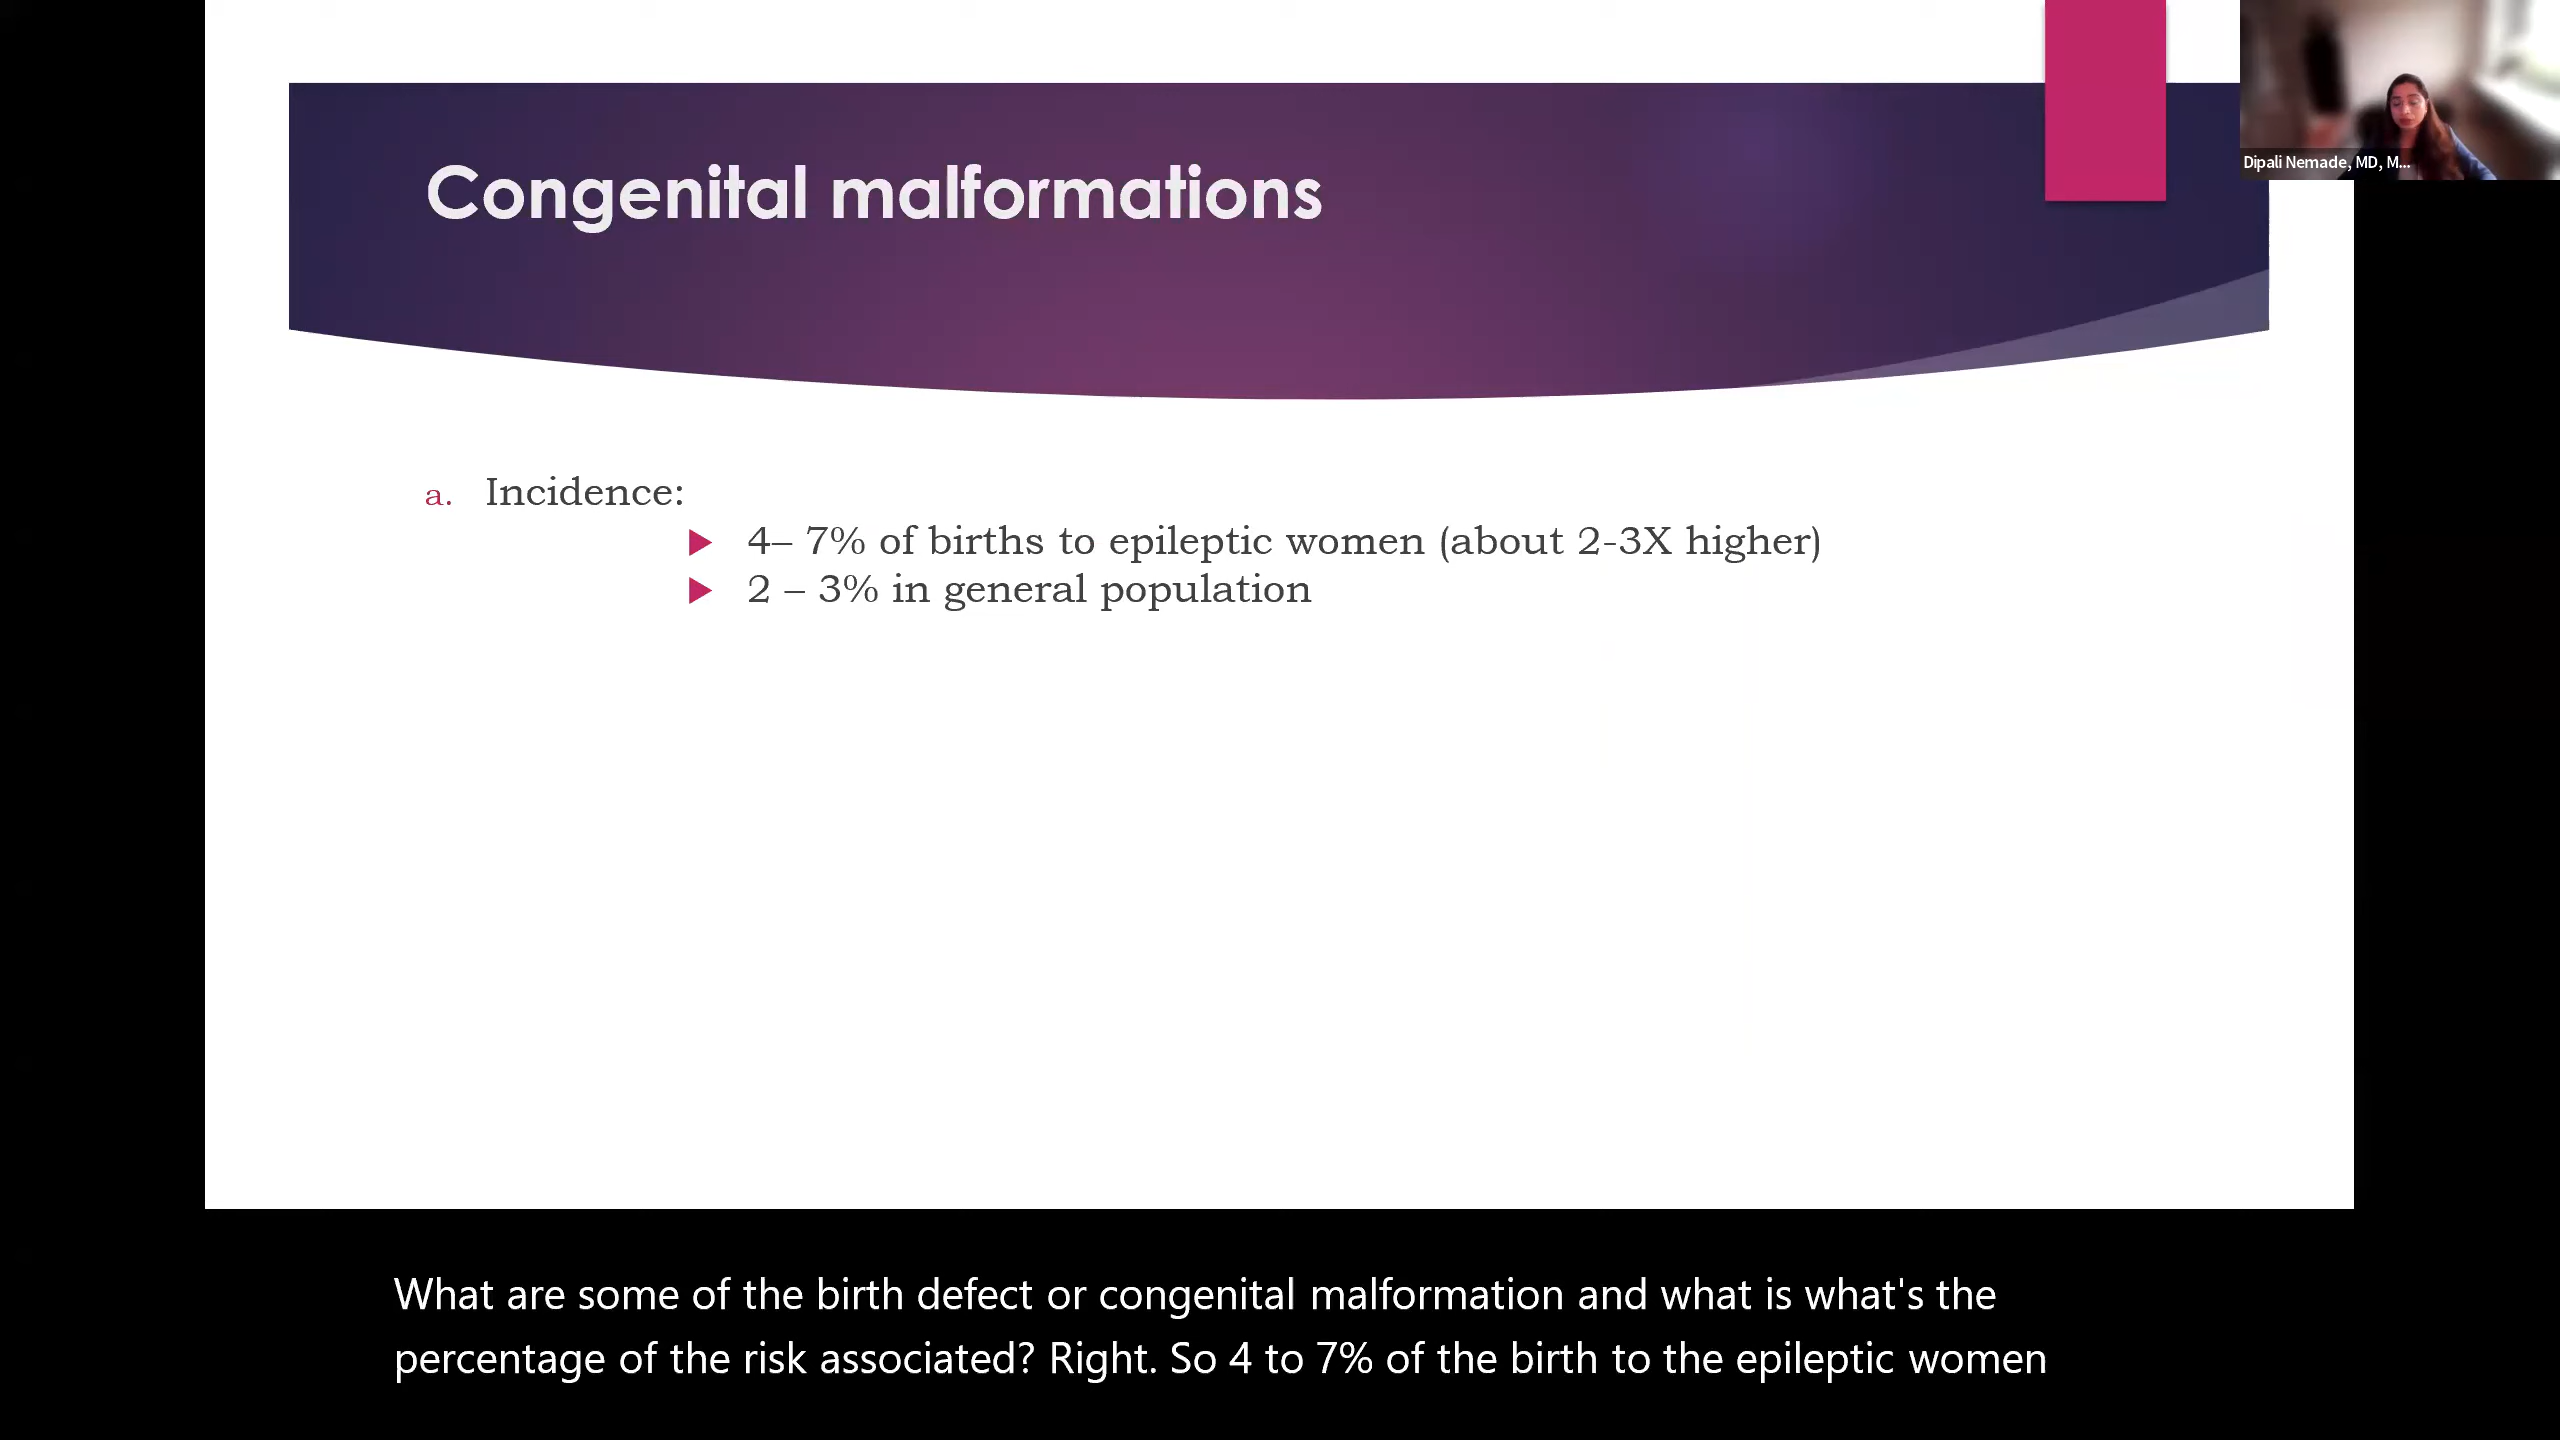 Congenital malformations
Dipali Nemade, MD, M...
a. Incidence:
4– 7% of births to epileptic women (about 2-3X higher)
2 – 3% in general population
What are some of the birth defect or congenital malformation and what is what's the
percentage of the risk associated? Right. So 4 to 7% of the birth to the epileptic women